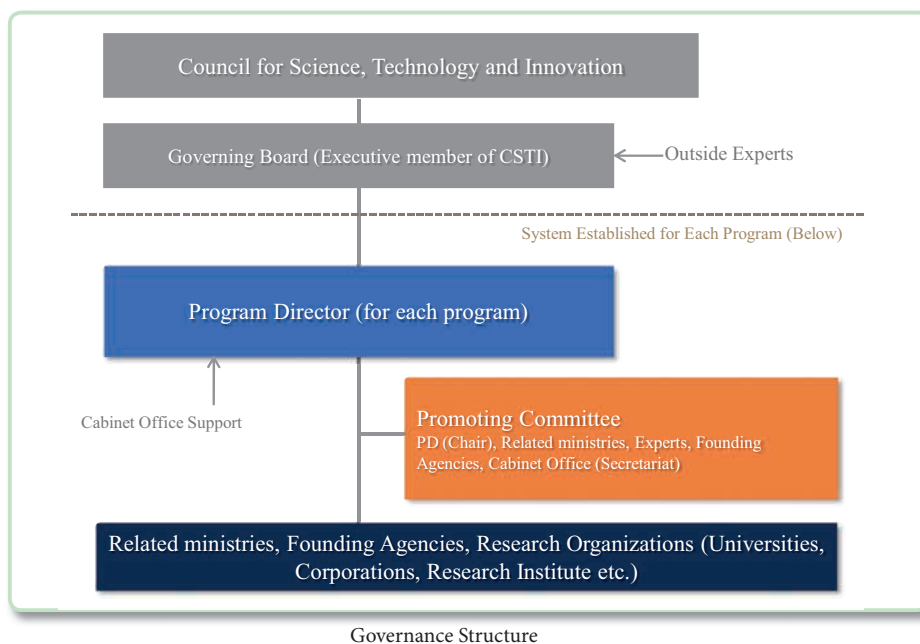 Council for Science, Technology and Innovation
Governing Board (Executive member of CSTI)
Outside Experts
System Established for Each Program (Below)
Program Director (for each program)
Cabinet Office Support
Promoting Committee
PD (Chair), Related ministries, Experts, Founding
Agencies, Cabinet Office (Secretariat)
Related ministries, Founding Agencies, Research Organizations (Universities,
Corporations, Research Institute etc.)
Governance Structure